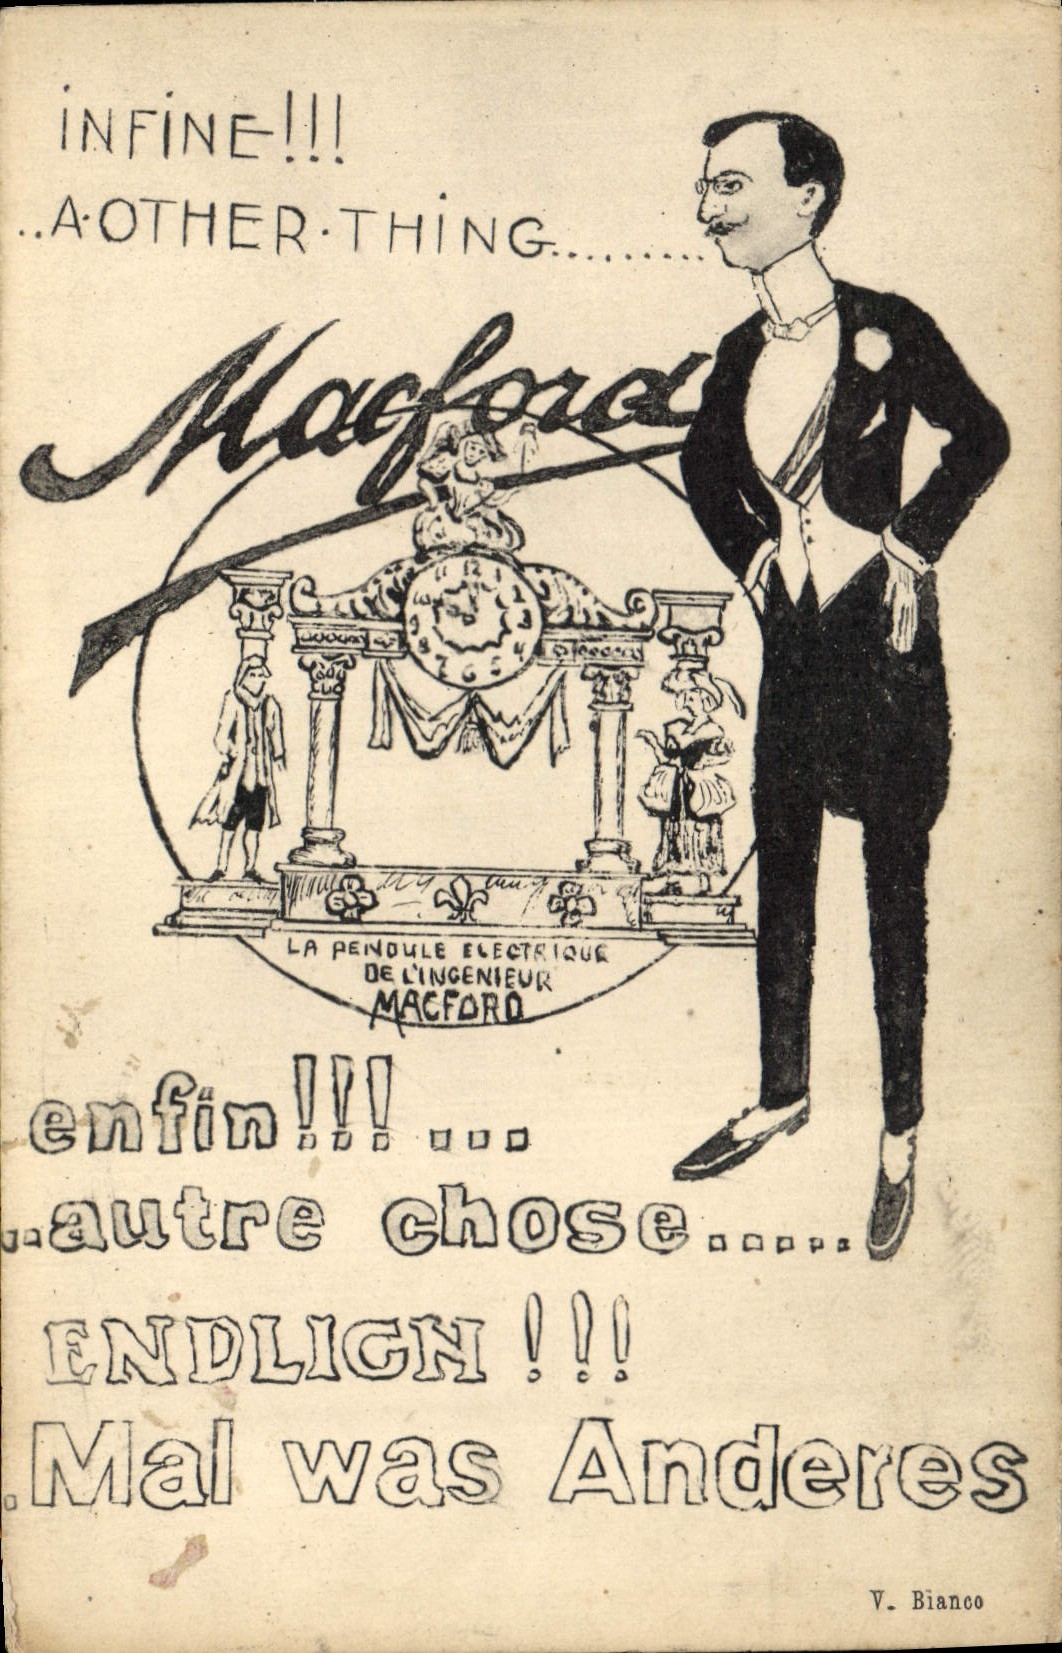 INFINE!!!
..A·OTHER·THING.........
Macford
LA PENDULE ELECTRIQUE
DE L'INGENIEUR
MACFORD
enfin!!!....
..autre chose......
ENDLICH!!!
.Mal was Anderes
V. Bianco